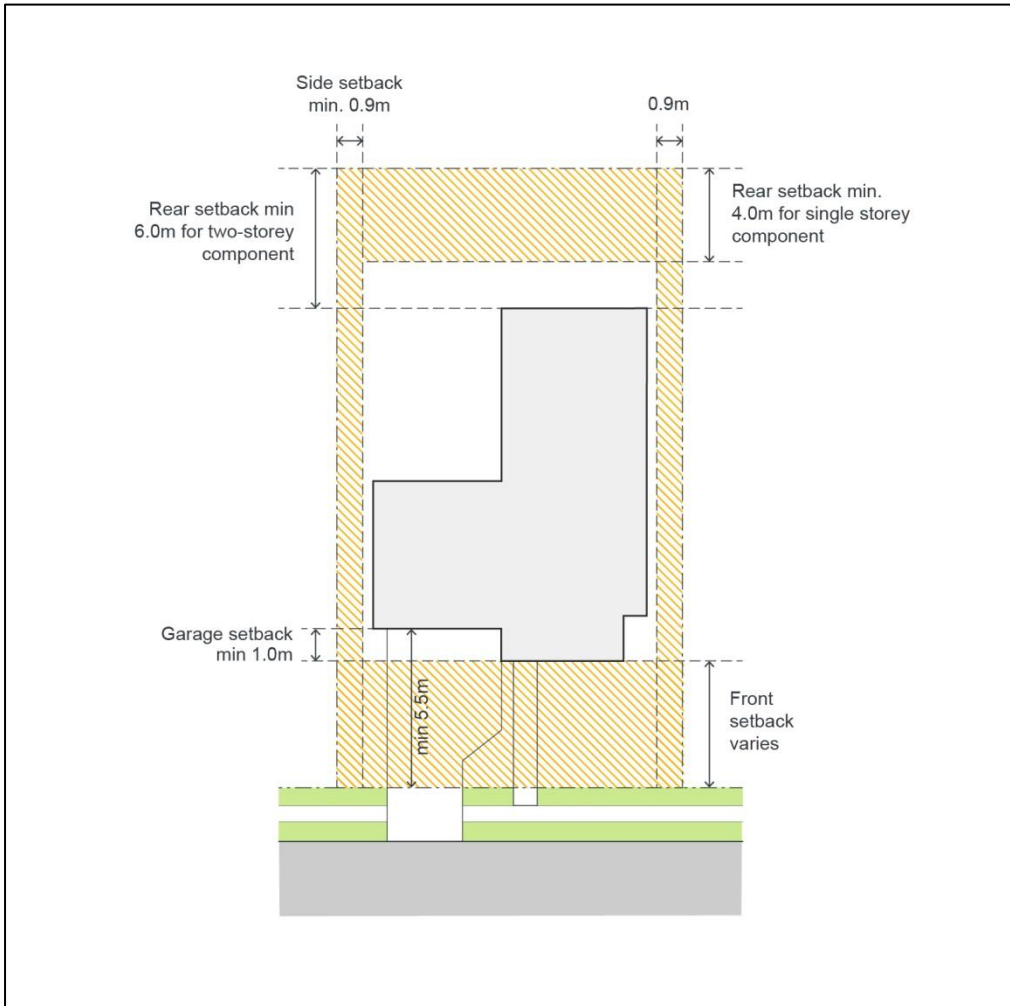 Side setback
min. 0.9m
0.9m
Rear setback min
6.0m for two-storey
component
Rear setback min.
4.0m for single storey
component
Garage setback
min 1.0m
min 5.5m
Front
setback
varies